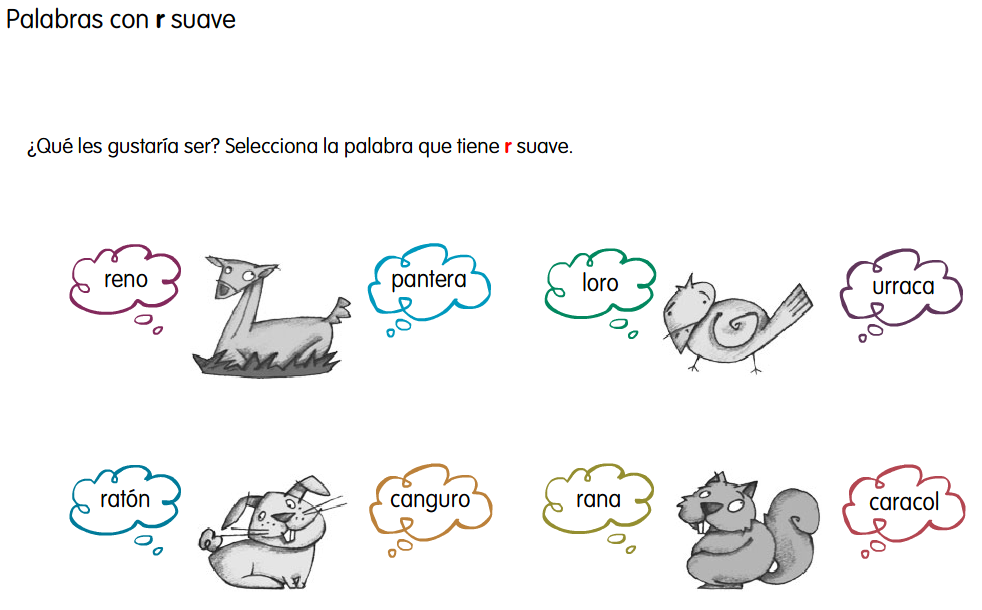 Palabras con r suave
¿Qué les gustaría ser? Selecciona la palabra que tiene r suave.
reno
pantera
loro
urraca
ratón
canguro
rana
caracol